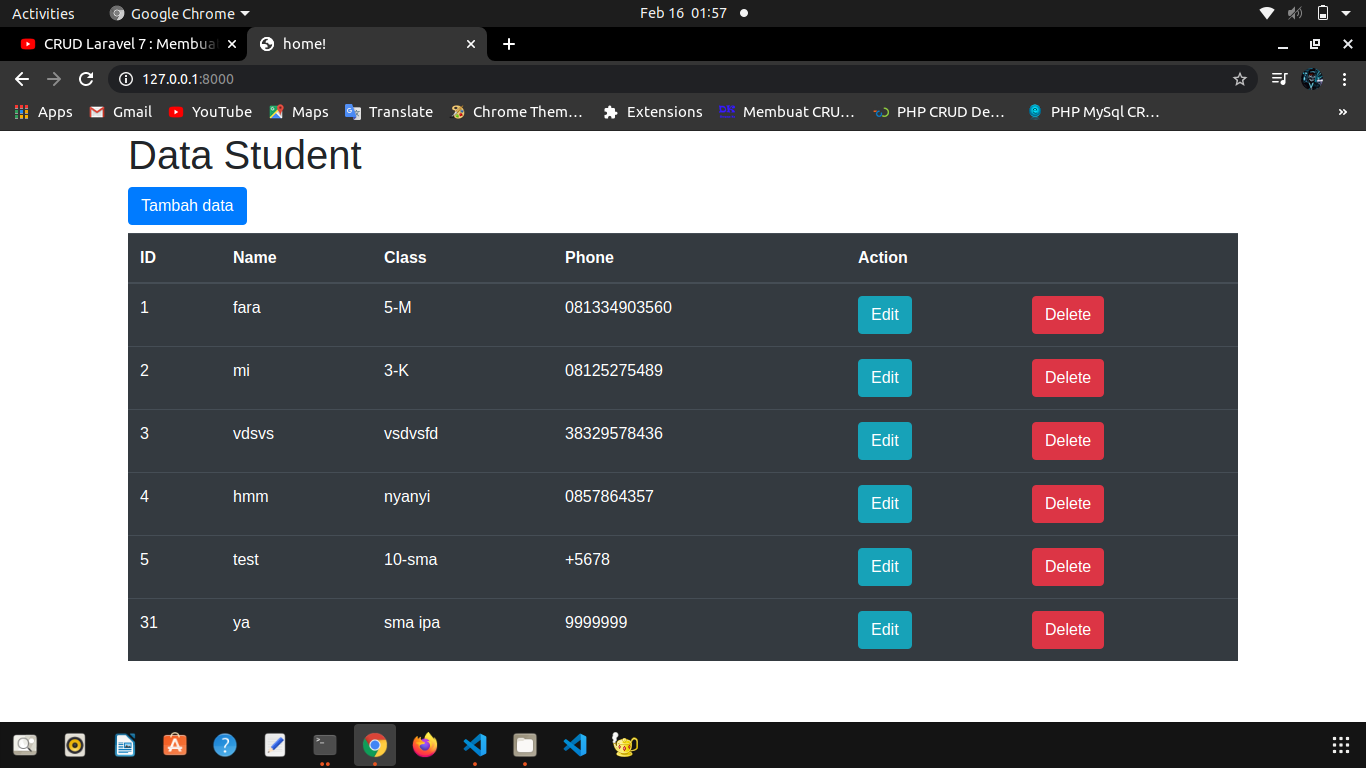 Activities Google Chrome Feb 16 01:57
CRUD Laravel 7 : Membua home!
127.0.0.1:8000
Apps Gmail YouTube Maps Translate Chrome Them… Extensions Membuat CRU… PHP CRUD De… PHP MySql CR… »
Data Student
Tambah data
ID Name Class Phone Action
1 fara 5-M 081334903560 Edit Delete
2 mi 3-K 08125275489 Edit Delete
3 vdsvs vsdvsfd 38329578436 Edit Delete
4 hmm nyanyi 0857864357 Edit Delete
5 test 10-sma +5678 Edit Delete
31 ya sma ipa 9999999 Edit Delete